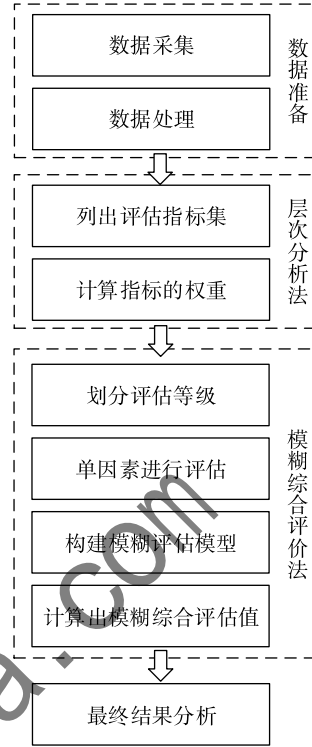 数据采集
数据处理
数据准备
列出评估指标集
计算指标的权重
层次分析法
划分评估等级
单因素进行评估
构建模糊评估模型
计算出模糊综合评估值
模糊综合评价法
最终结果分析
a.com